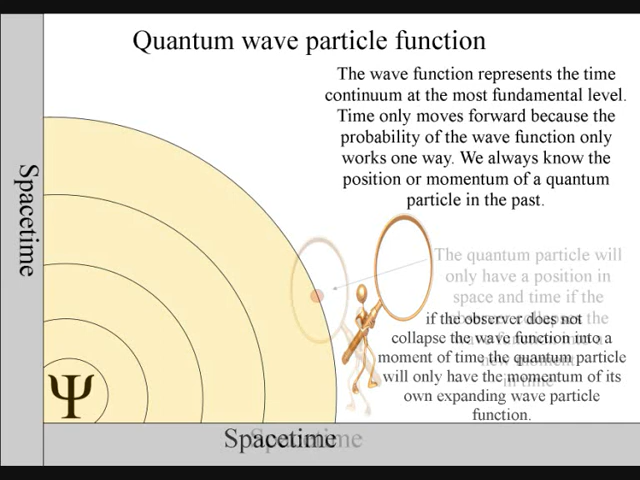 Quantum wave particle function
The wave function represents the time
continuum at the most fundamental level.
Time only moves forward because the
probability of the wave function only
works one way. We always know the
position or momentum of a quantum
particle in the past.
Spacetime
The quantum particle will
only have a position in
space and time if the
if the observer does not
collapse the wave function into a
moment of time the quantum particle
will only have the momentum of its
own expanding wave particle
function.
Ψ
Spacetime